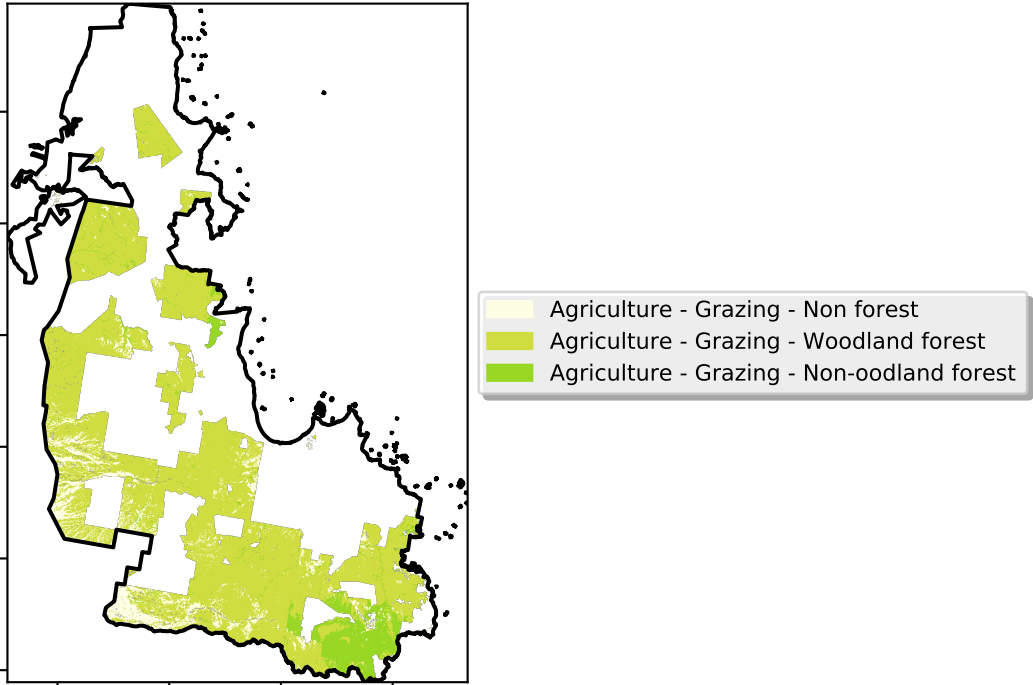 Agriculture - Grazing - Non forest
Agriculture - Grazing - Woodland forest
Agriculture - Grazing - Non-oodland forest